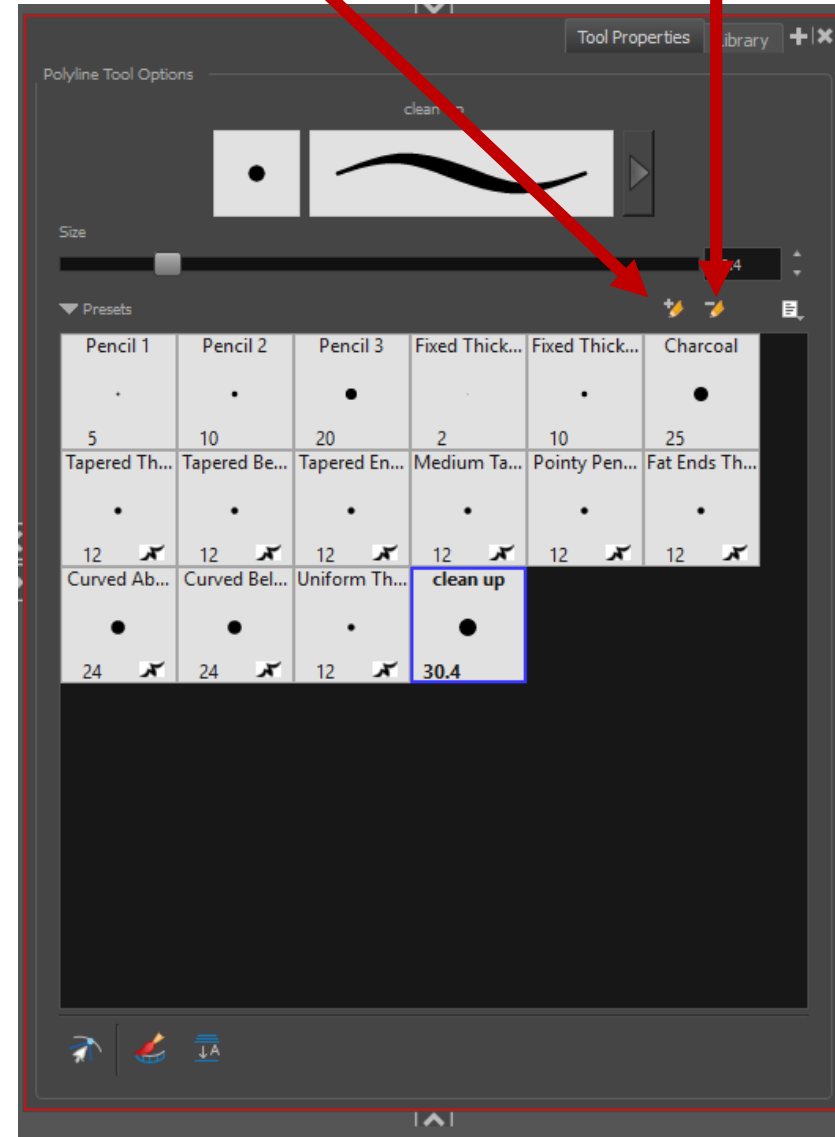 Tool Properties Library
Polyline Tool Options
Size
Presets
Pencil 1 Pencil 2 Pencil 3 Fixed Thick... Fixed Thick... Charcoal
5 10 20 2 10 25
Tapered Th... Tapered Be... Tapered En... Medium Ta... Pointy Pen... Fat Ends Th...
12 12 12 12 12 12
Curved Ab... Curved Bel... Uniform Th... clean up
24 24 12 30.4